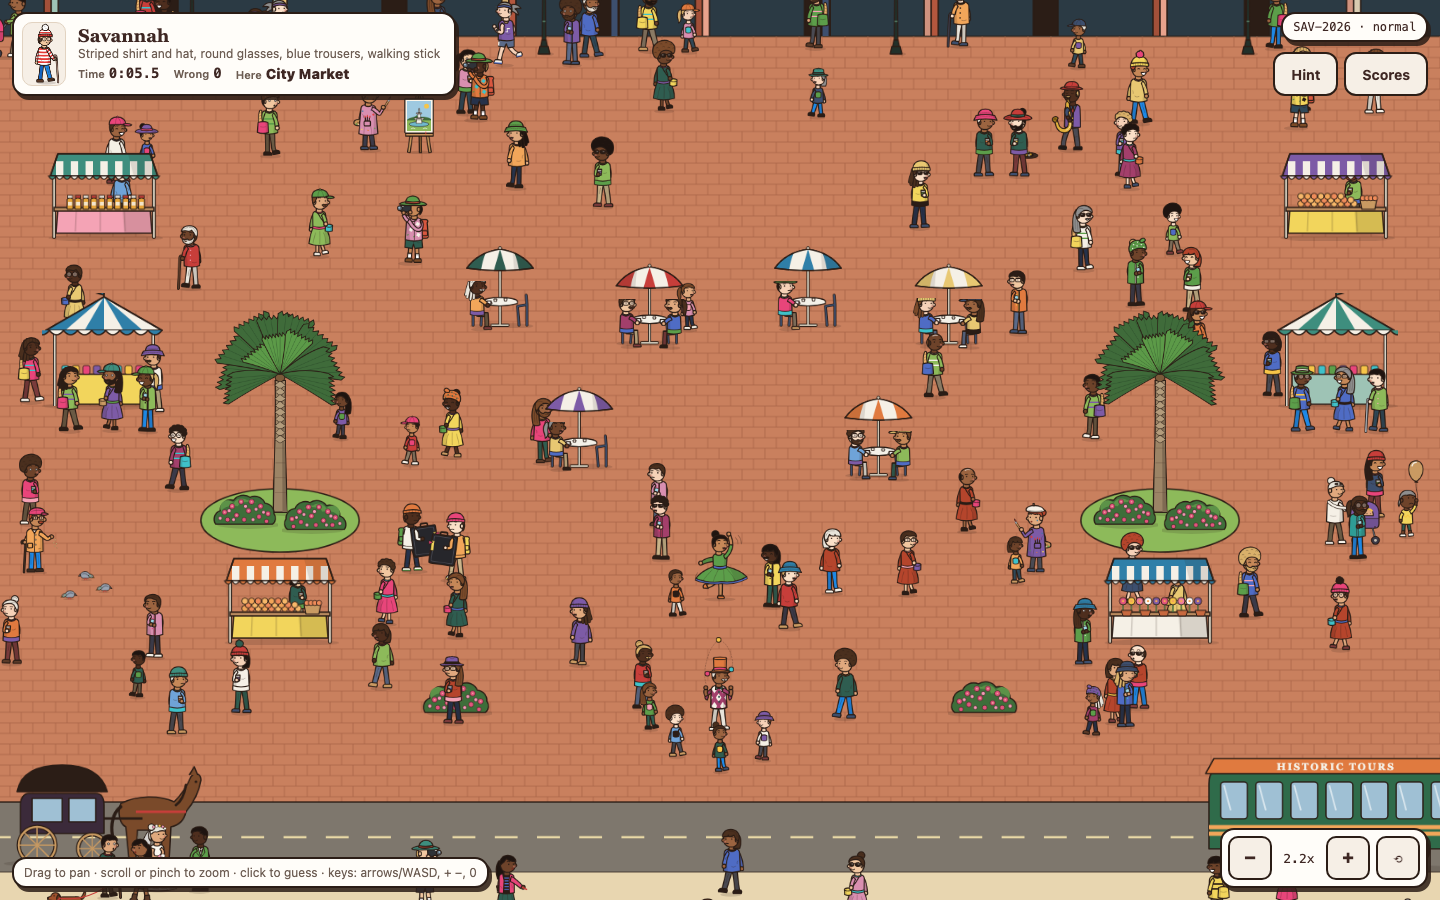 Savannah
Striped shirt and hat, round glasses, blue trousers, walking stick
Time 0:05.5 Wrong 0 Here City Market
SAV-2026 · normal
Hint
Scores
HISTORIC TOURS
− 2.2x +
Drag to pan · scroll or pinch to zoom · click to guess · keys: arrows/WASD, + −, 0